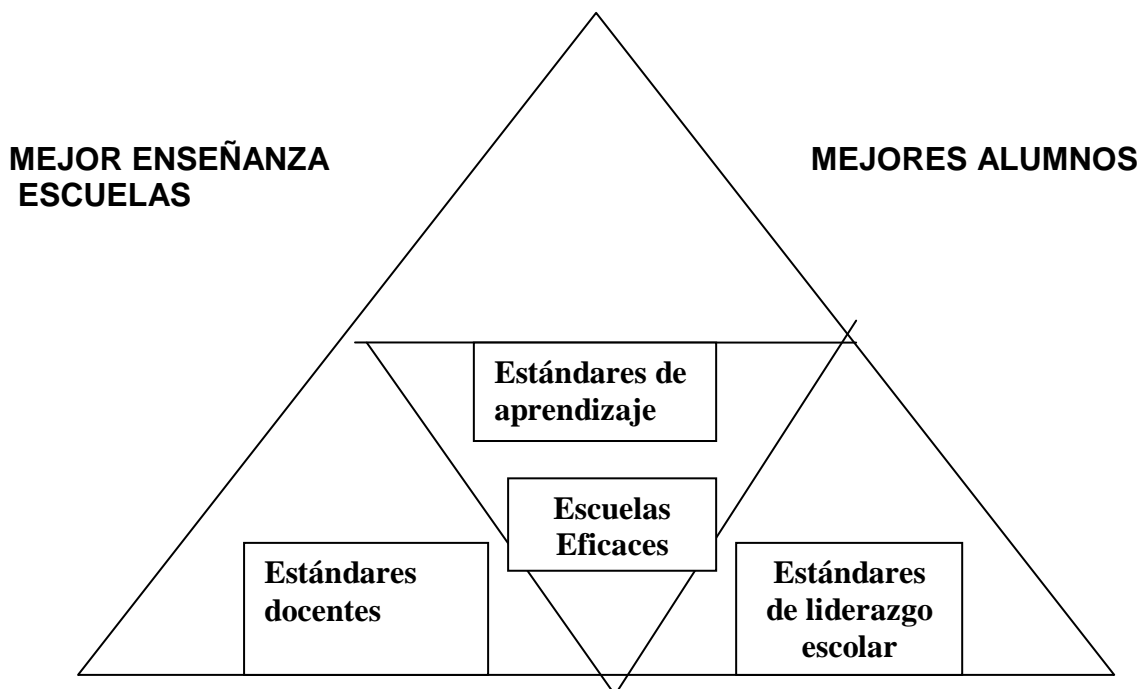 MEJOR ENSEÑANZA
ESCUELAS
MEJORES ALUMNOS
Estándares de
aprendizaje
Escuelas
Eficaces
Estándares
docentes
Estándares
de liderazgo
escolar